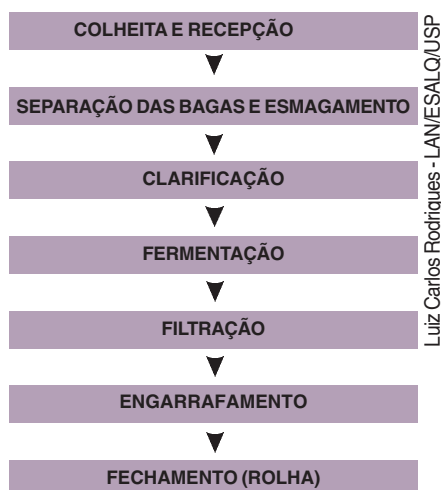 COLHEITA E RECEPÇÃO
SEPARAÇÃO DAS BAGAS E ESMAGAMENTO
CLARIFICAÇÃO
FERMENTAÇÃO
FILTRAÇÃO
ENGARRAFAMENTO
FECHAMENTO (ROLHA)
Luiz Carlos Rodrigues - LAN/ESALQ/USP